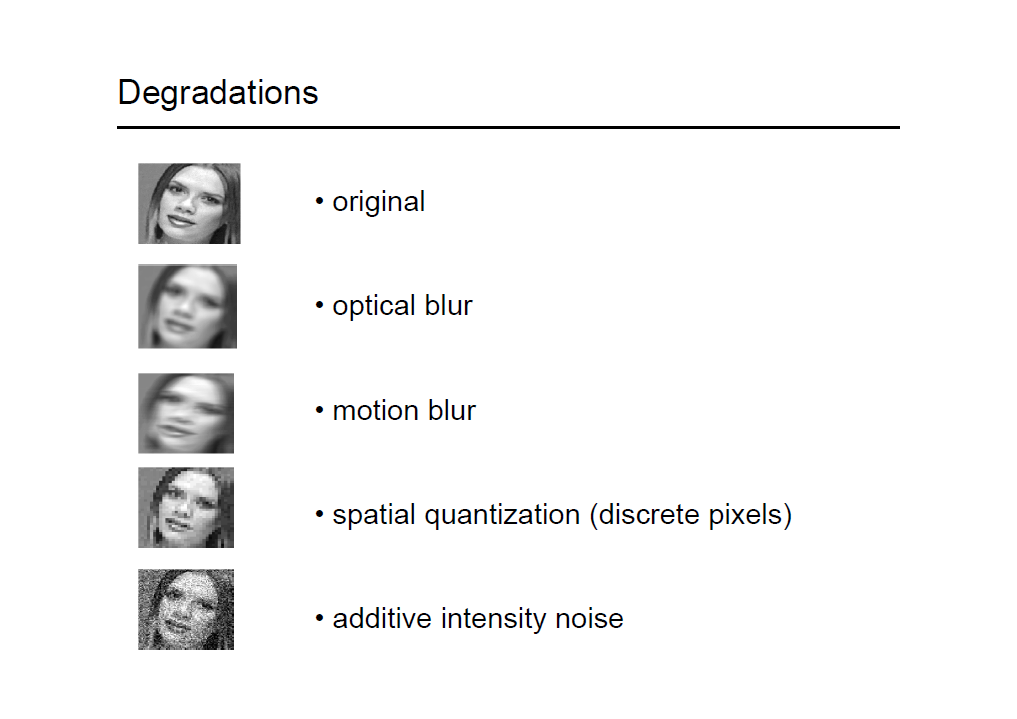 Degradations
• original
• optical blur
• motion blur
• spatial quantization (discrete pixels)
• additive intensity noise